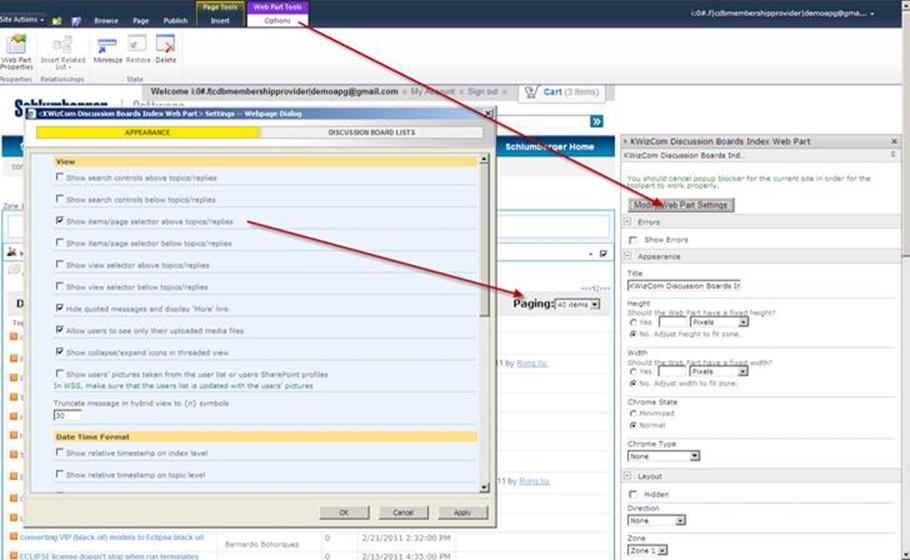 Site Actions
Browse
Page
Publish
Page Tools
Insert
Web Part Tools
Options
i:0#.f|cdbmembershipprovider|demoapg@gma...
Web Part
Properties
Insert Related
List
Minimize
Restore
Delete
Properties
Relationships
State
Welcome i:0#.f|cdbmembershipprovider|demoapg@gmail.com
My Account
Sign out
Cart (3 items)
Schlumberger
Schlumberger Home
<KWizCom Discussion Boards Index Web Part> Settings -- Webpage Dialog
APPEARANCE
DISCUSSION BOARD LISTS
View
Show search controls above topics/replies
Show search controls below topics/replies
Show items/page selector above topics/replies
Show items/page selector below topics/replies
Show view selector above topics/replies
Show view selector below topics/replies
Hide quoted messages and display 'More' link
Allow users to see only their uploaded media files
Show collapse/expand icons in threaded view
Show users' pictures taken from the user list or users SharePoint profiles
In WSS, make sure that the Users list is updated with the users' pictures
Truncate message in hybrid view to (n) symbols
30
Date Time Format
Show relative timestamp on index level
Show relative timestamp on topic level
OK
Cancel
Apply
Zone
<<<12>>>
Paging: 40 items
11 by Rong Xu
11 by Rong Xu
converting VIP (black oil) models to Eclipse black oil
Bernardo Bohorquez
0
2/21/2011 2:32:00 PM
ECLIPSE license doesn't stop when run terminates
0
2/15/2011 4:35:00 PM
KWizCom Discussion Boards Index Web Part
KWizCom Discussion Boards Ind...
You should cancel popup blocker for the current site in order for the
toolpart to work properly.
Modify Web Part Settings
Errors
Show Errors
Appearance
Title
KWizCom Discussion Boards Ir
Height
Should the Web Part have a fixed height?
Yes
Pixels
No. Adjust height to fit zone.
Width
Should the Web Part have a fixed width?
Yes
Pixels
No. Adjust width to fit zone.
Chrome State
Minimized
Normal
Chrome Type
None
Layout
Hidden
Direction
None
Zone
Zone 1